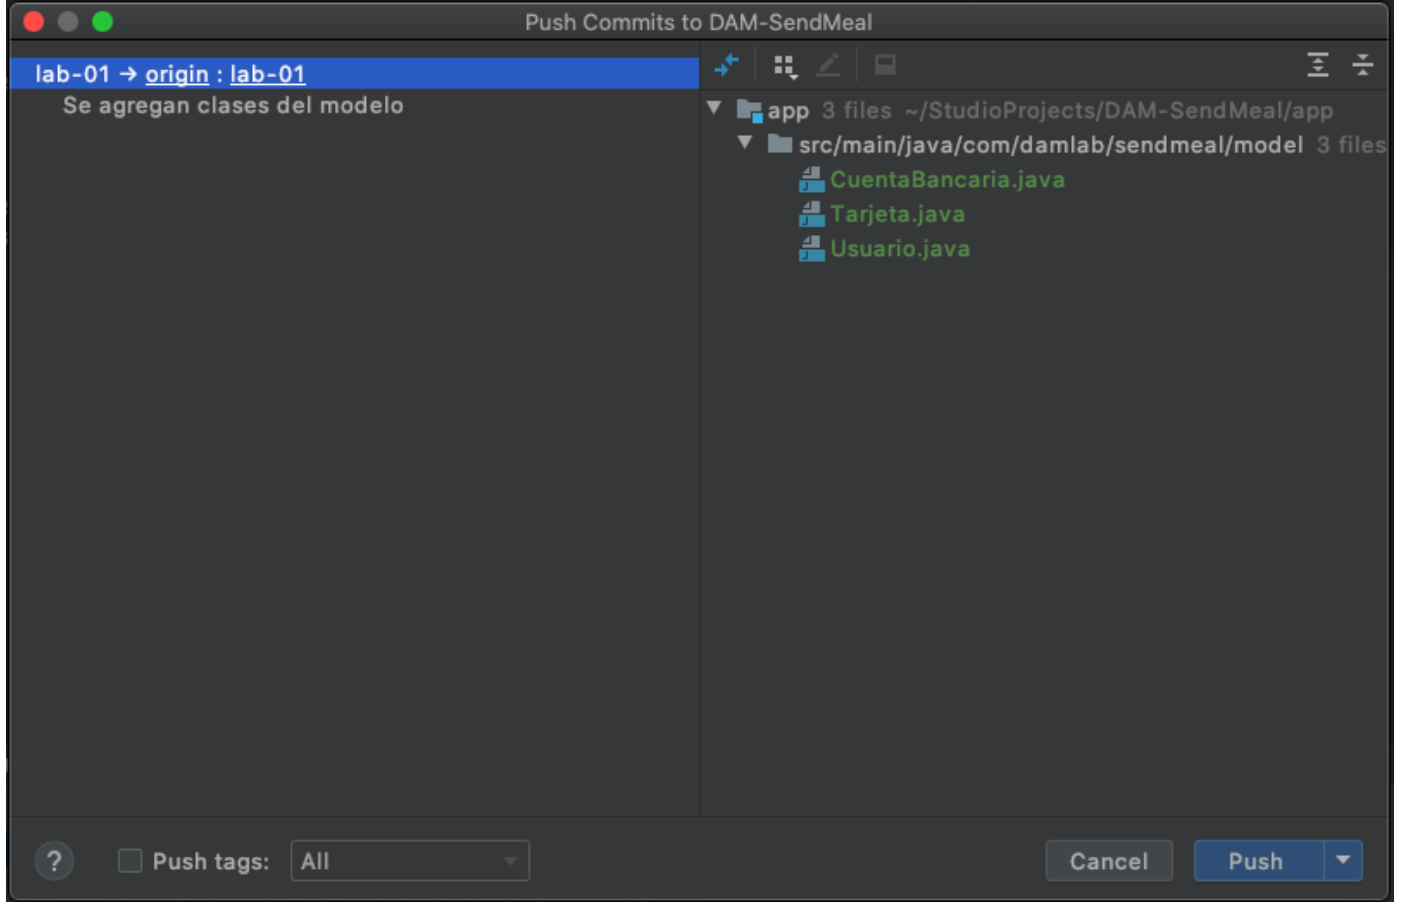 Push Commits to DAM-SendMeal
lab-01 → origin : lab-01
Se agregan clases del modelo
app 3 files ~/StudioProjects/DAM-SendMeal/app
src/main/java/com/damlab/sendmeal/model 3 files
CuentaBancaria.java
Tarjeta.java
Usuario.java
? Push tags: All Cancel Push